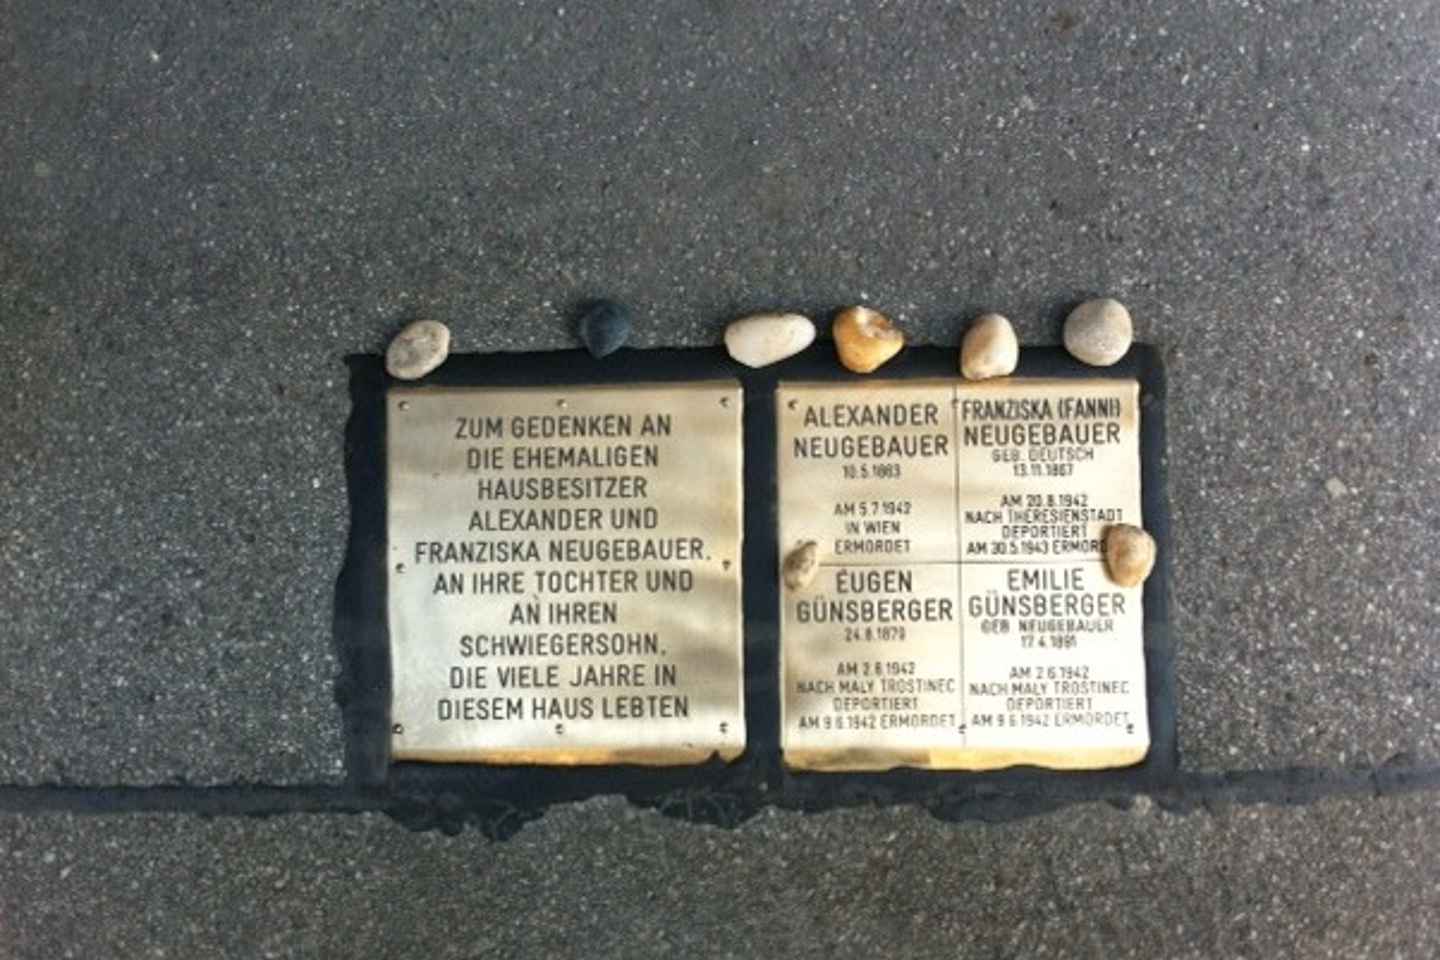 ZUM GEDENKEN AN
DIE EHEMALIGEN
HAUSBESITZER
ALEXANDER UND
FRANZISKA NEUGEBAUER.
AN IHRE TOCHTER UND
AN IHREN
SCHWIEGERSOHN.
DIE VIELE JAHRE IN
DIESEM HAUS LEBTEN
ALEXANDER
NEUGEBAUER
10.5.1863
AM 5.7.1942
IN WIEN
ERMORDET
FRANZISKA (FANNI)
NEUGEBAUER
GEB. DEUTSCH
13.11.1867
AM 20.8.1942
NACH THERESIENSTADT
DEPORTIERT
AM 30.5.1943 ERMORD
EUGEN
GÜNSBERGER
24.8.1879
AM 2.6.1942
NACH MALY TROSTINEC
DEPORTIERT
AM 9.6.1942 ERMORDET
EMILIE
GÜNSBERGER
GEB. NEUGEBAUER
17.4.1891
AM 2.6.1942
NACH MALY TROSTINEC
DEPORTIERT
AM 9.6.1942 ERMORDET